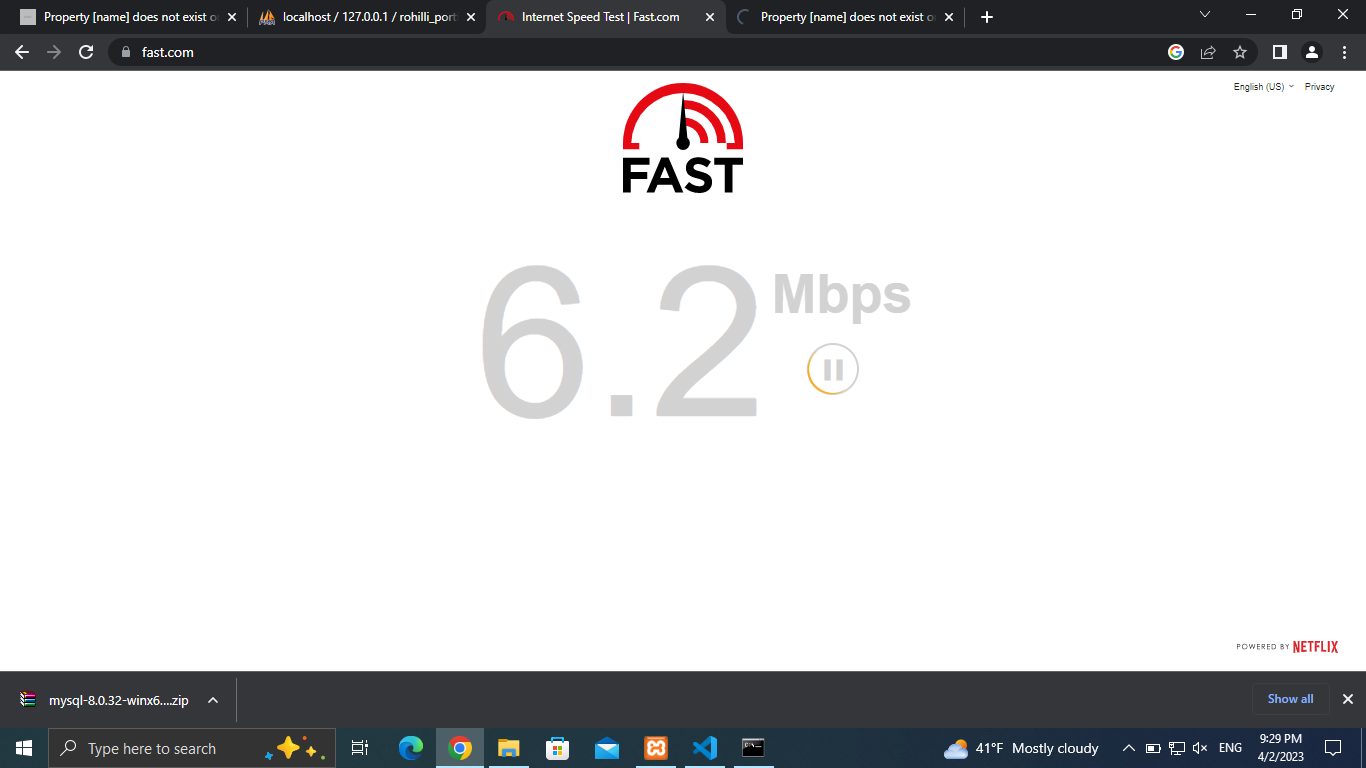 Property [name] does not exist o
localhost / 127.0.0.1 / rohilli_port
Internet Speed Test | Fast.com
Property [name] does not exist o
fast.com
English (US)
Privacy
FAST
6.2 Mbps
POWERED BY NETFLIX
mysql-8.0.32-winx6....zip
Show all
Type here to search
41°F Mostly cloudy
ENG
9:29 PM
4/2/2023